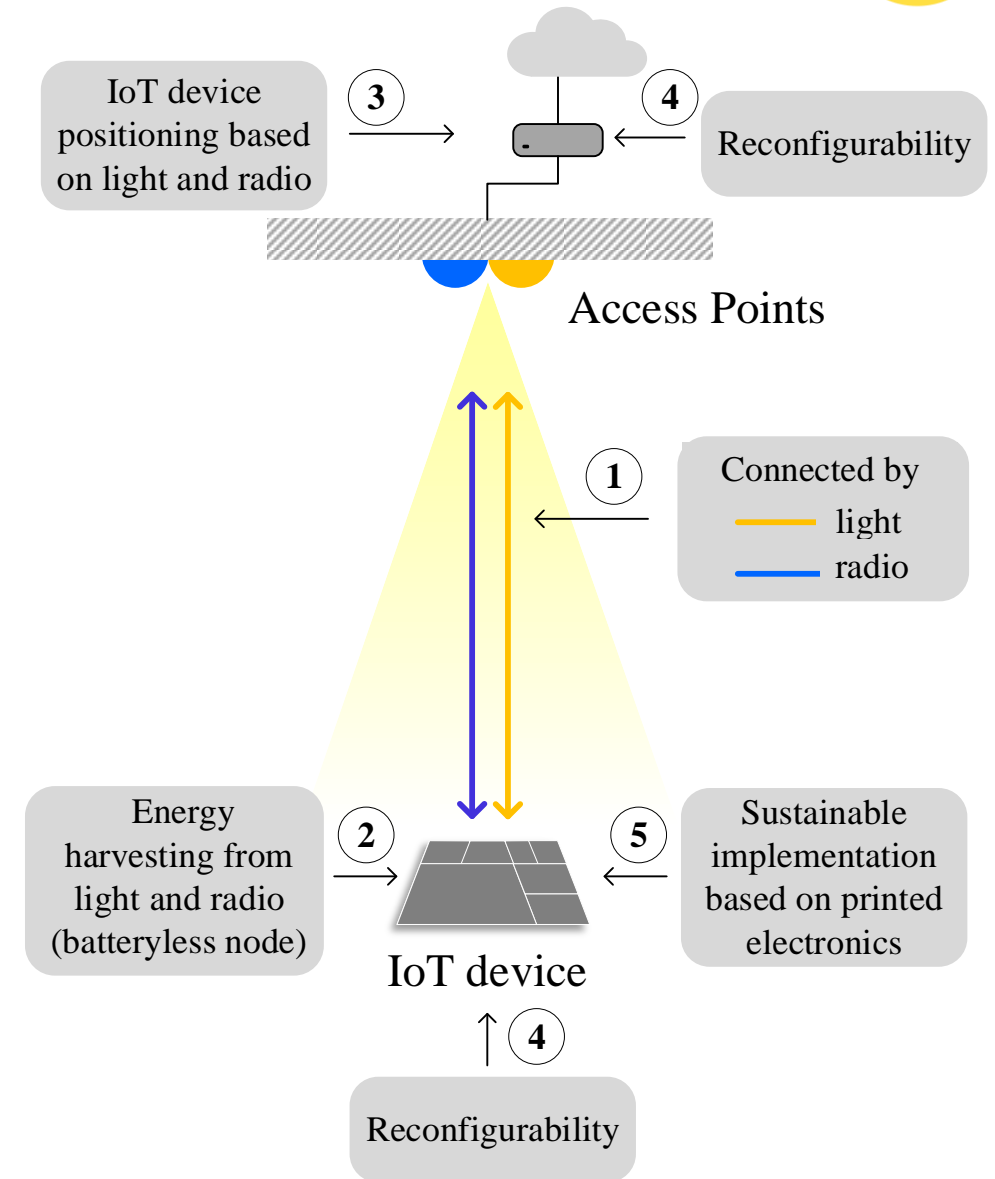 IoT device
positioning based
on light and radio
3
4
Reconfigurability
Access Points
1
Connected by
light
radio
Energy
harvesting from
light and radio
(batteryless node)
2
5
Sustainable
implementation
based on printed
electronics
IoT device
4
Reconfigurability